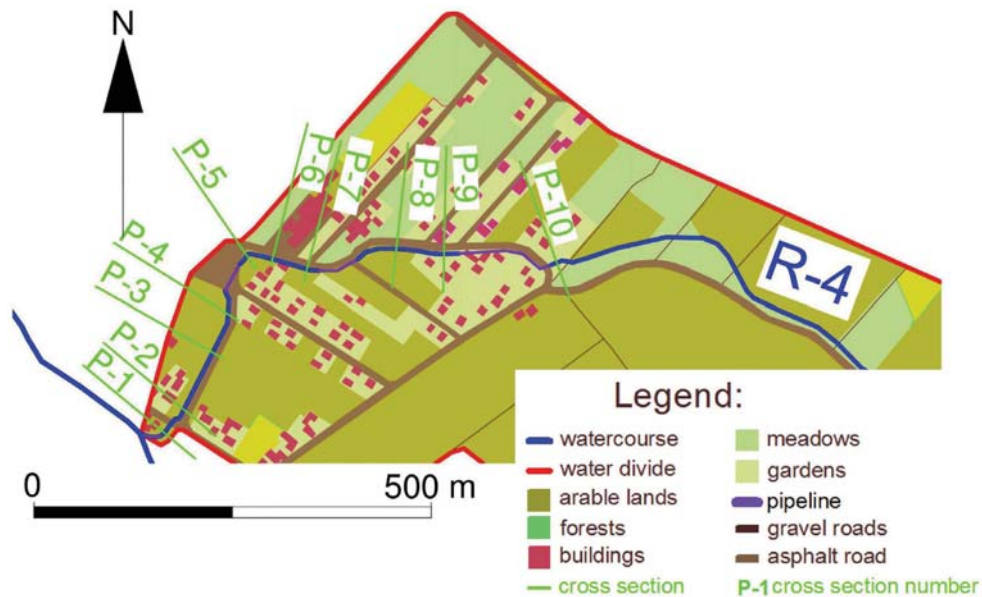 N
P-5
P-6
P-7
P-8
P-9
P-10
P-4
P-3
P-2
P-1
R-4
0 500 m
Legend:
watercourse
water divide
arable lands
forests
buildings
cross section
meadows
gardens
pipeline
gravel roads
asphalt road
P-1 cross section number